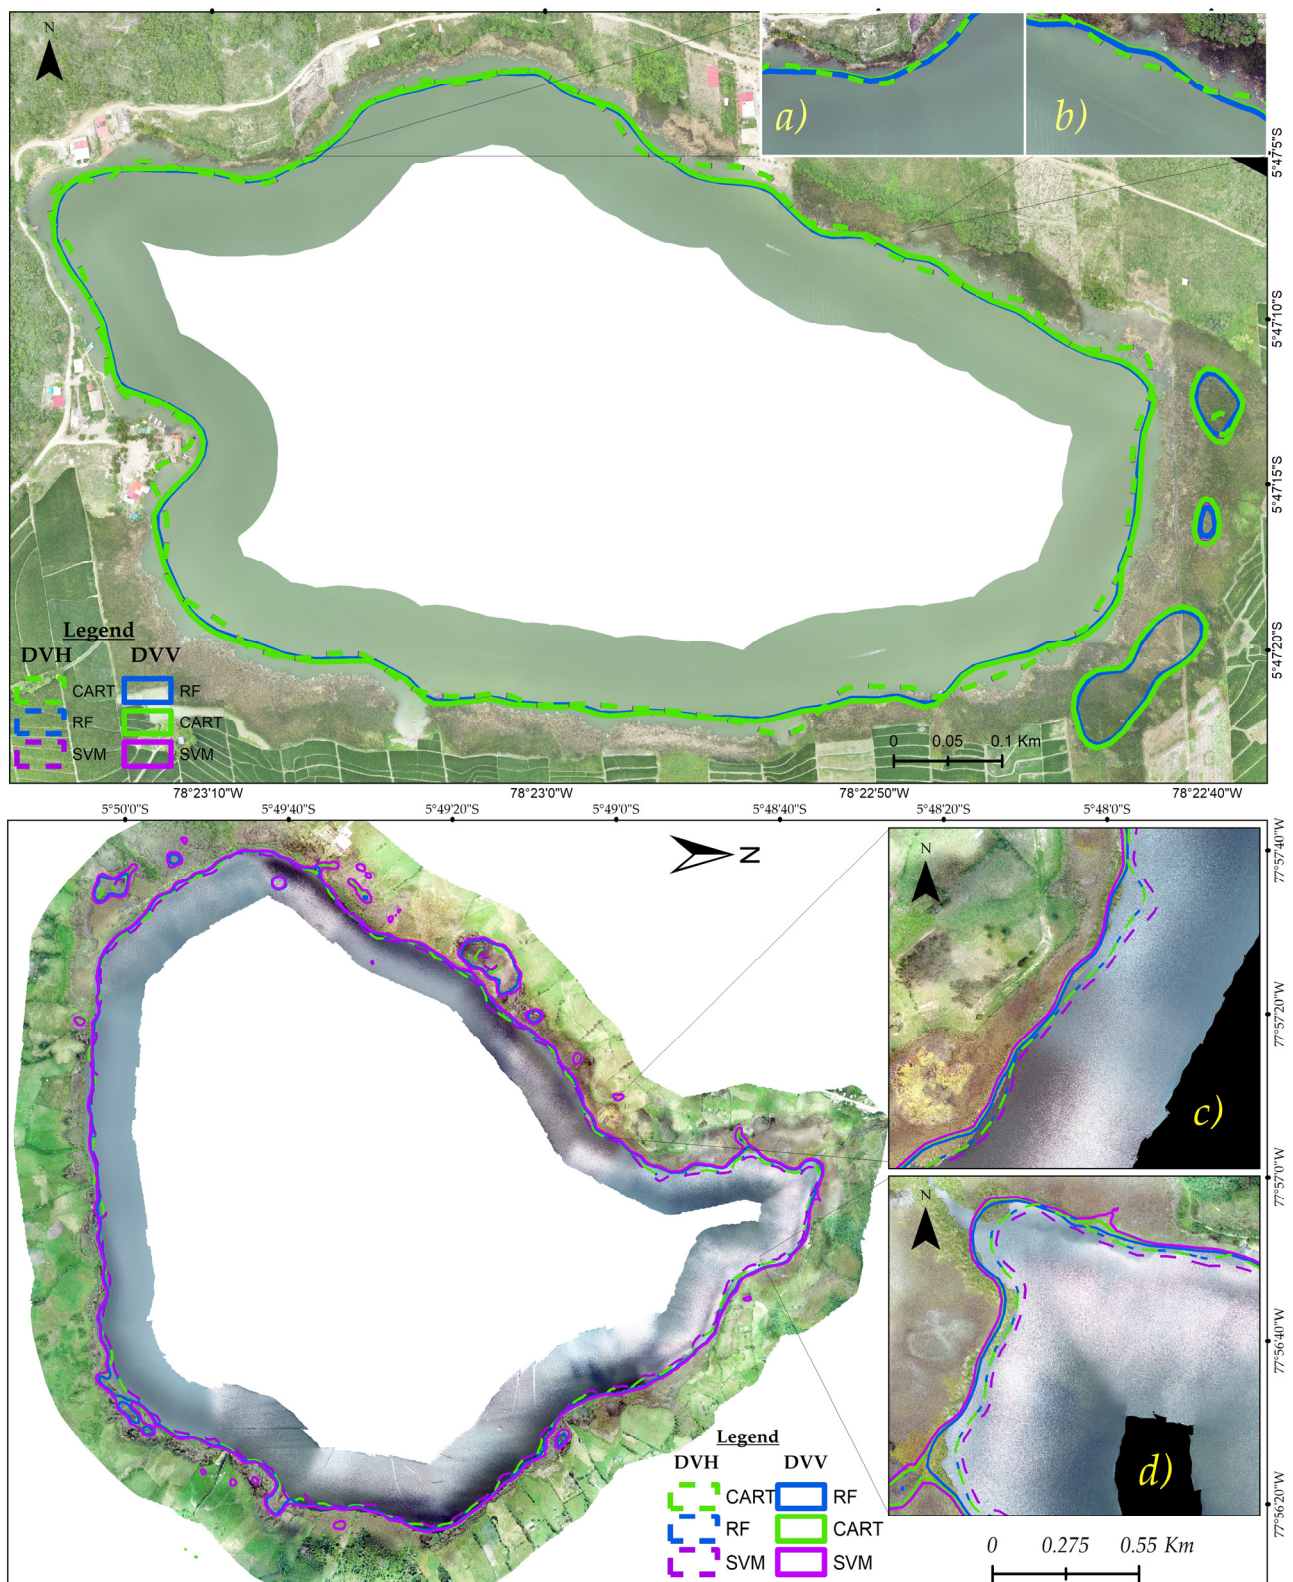 N
a)
b)
5°47'5"S
5°47'10"S
5°47'15"S
5°47'20"S
Legend
DVH DVV
CART RF
RF CART
SVM SVM
0 0.05 0.1 Km
78°23'10"W 78°23'0"W 78°22'50"W 78°22'40"W
5°50'0"S 5°49'40"S 5°49'20"S 5°49'0"S 5°48'40"S 5°48'20"S 5°48'0"S
N
N
c)
77°57'40"W
77°57'20"W
77°57'0"W
N
d)
77°56'40"W
77°56'20"W
Legend
DVH DVV
CART RF
RF CART
SVM SVM
0 0.275 0.55 Km